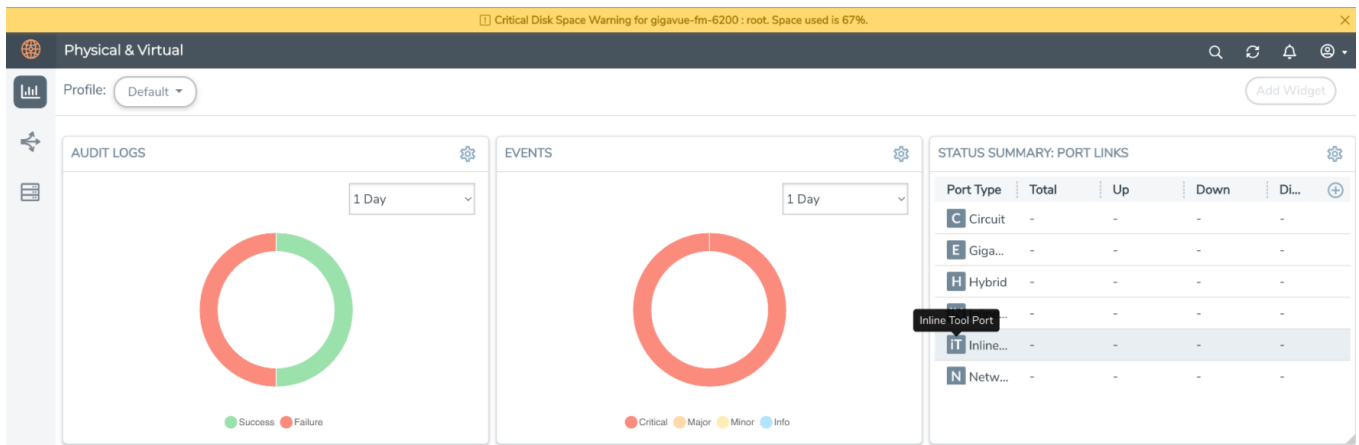 Critical Disk Space Warning for gigavue-fm-6200 : root. Space used is 67%.
Physical & Virtual
Profile: Default
Add Widget
AUDIT LOGS
1 Day
Success Failure
EVENTS
1 Day
Critical Major Minor Info
STATUS SUMMARY: PORT LINKS
Port Type Total Up Down Di...
C Circuit - - - -
E Giga... - - - -
H Hybrid - - - -
- - - -
Inline Tool Port
iT Inline... - - - -
N Netw... - - - -